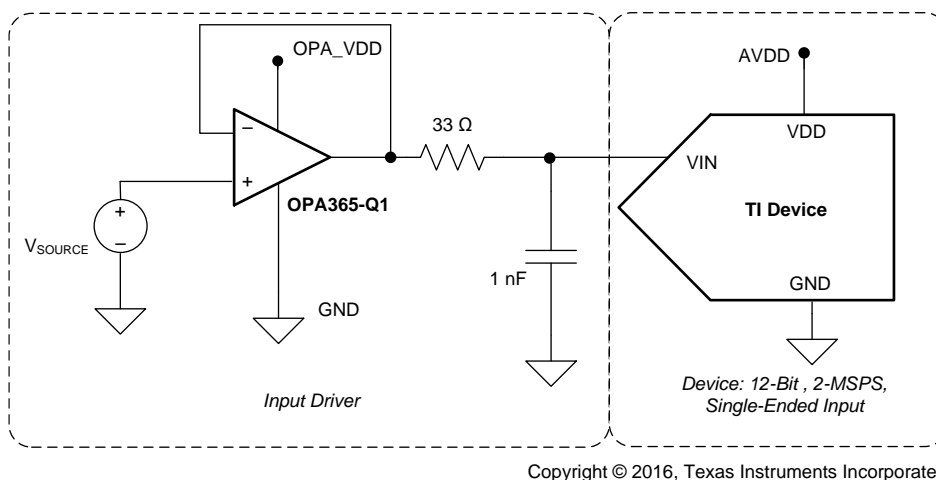 OPA_VDD
AVDD
33 Ω
VDD
VIN
−
+
OPA365-Q1
TI Device
+
−
VSOURCE
1 nF
GND
GND
Input Driver
Device: 12-Bit , 2-MSPS,
Single-Ended Input
Copyright © 2016, Texas Instruments Incorporate